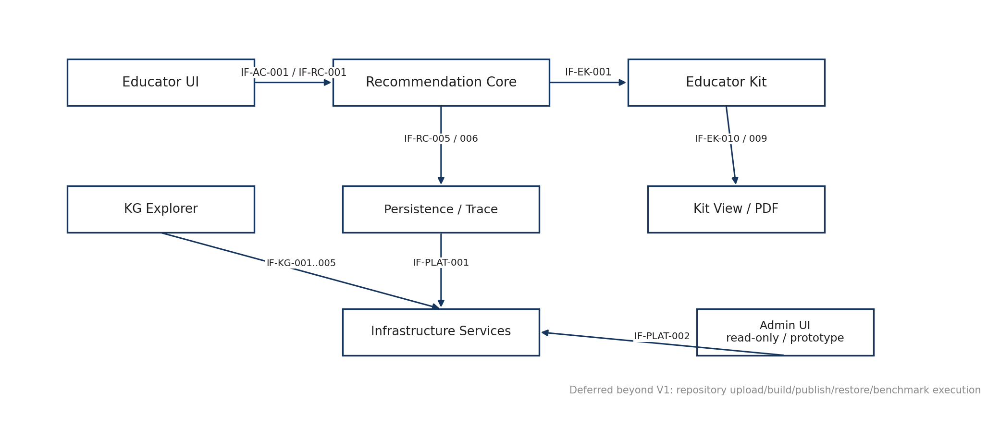 Educator UI
IF-AC-001 / IF-RC-001
Recommendation Core
IF-EK-001
Educator Kit
IF-RC-005 / 006
IF-EK-010 / 009
KG Explorer
Persistence / Trace
Kit View / PDF
IF-KG-001..005
IF-PLAT-001
Infrastructure Services
IF-PLAT-002
Admin UI
read-only / prototype
Deferred beyond V1: repository upload/build/publish/restore/benchmark execution